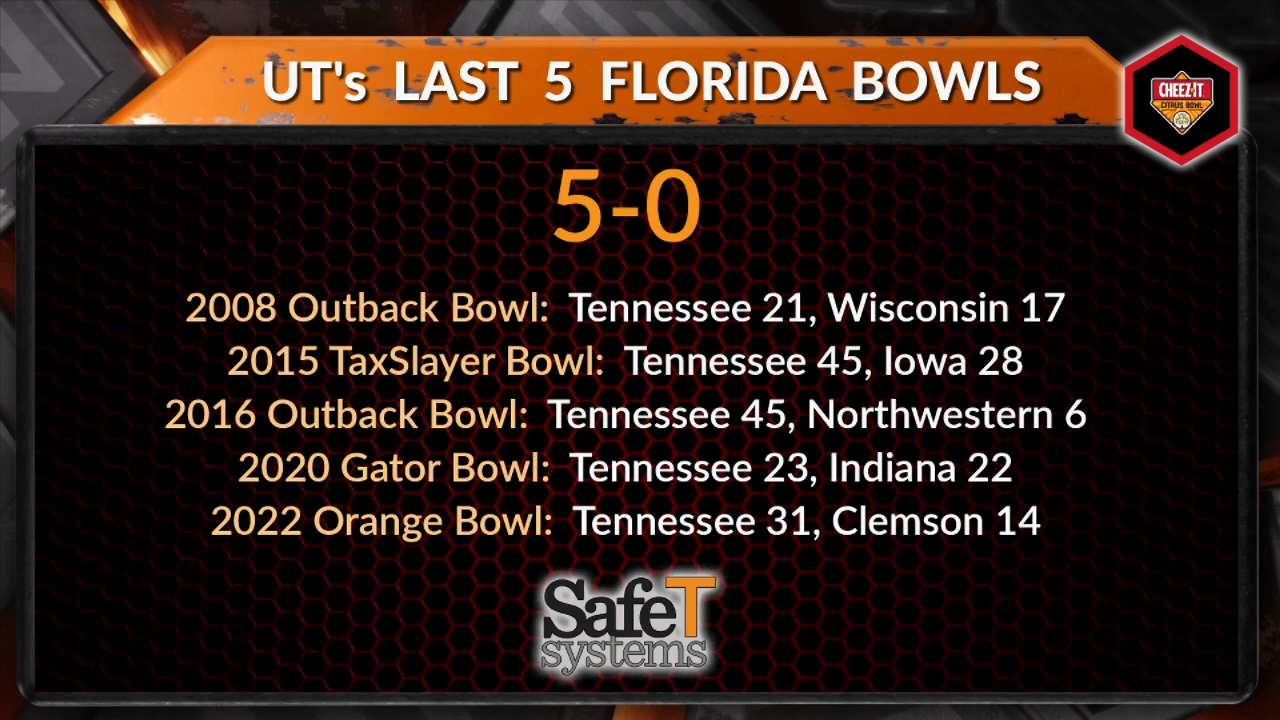 UT's LAST 5 FLORIDA BOWLS
CHEEZ-IT
CITRUS BOWL
5-0
2008 Outback Bowl: Tennessee 21, Wisconsin 17
2015 TaxSlayer Bowl: Tennessee 45, Iowa 28
2016 Outback Bowl: Tennessee 45, Northwestern 6
2020 Gator Bowl: Tennessee 23, Indiana 22
2022 Orange Bowl: Tennessee 31, Clemson 14
SafeT
systems